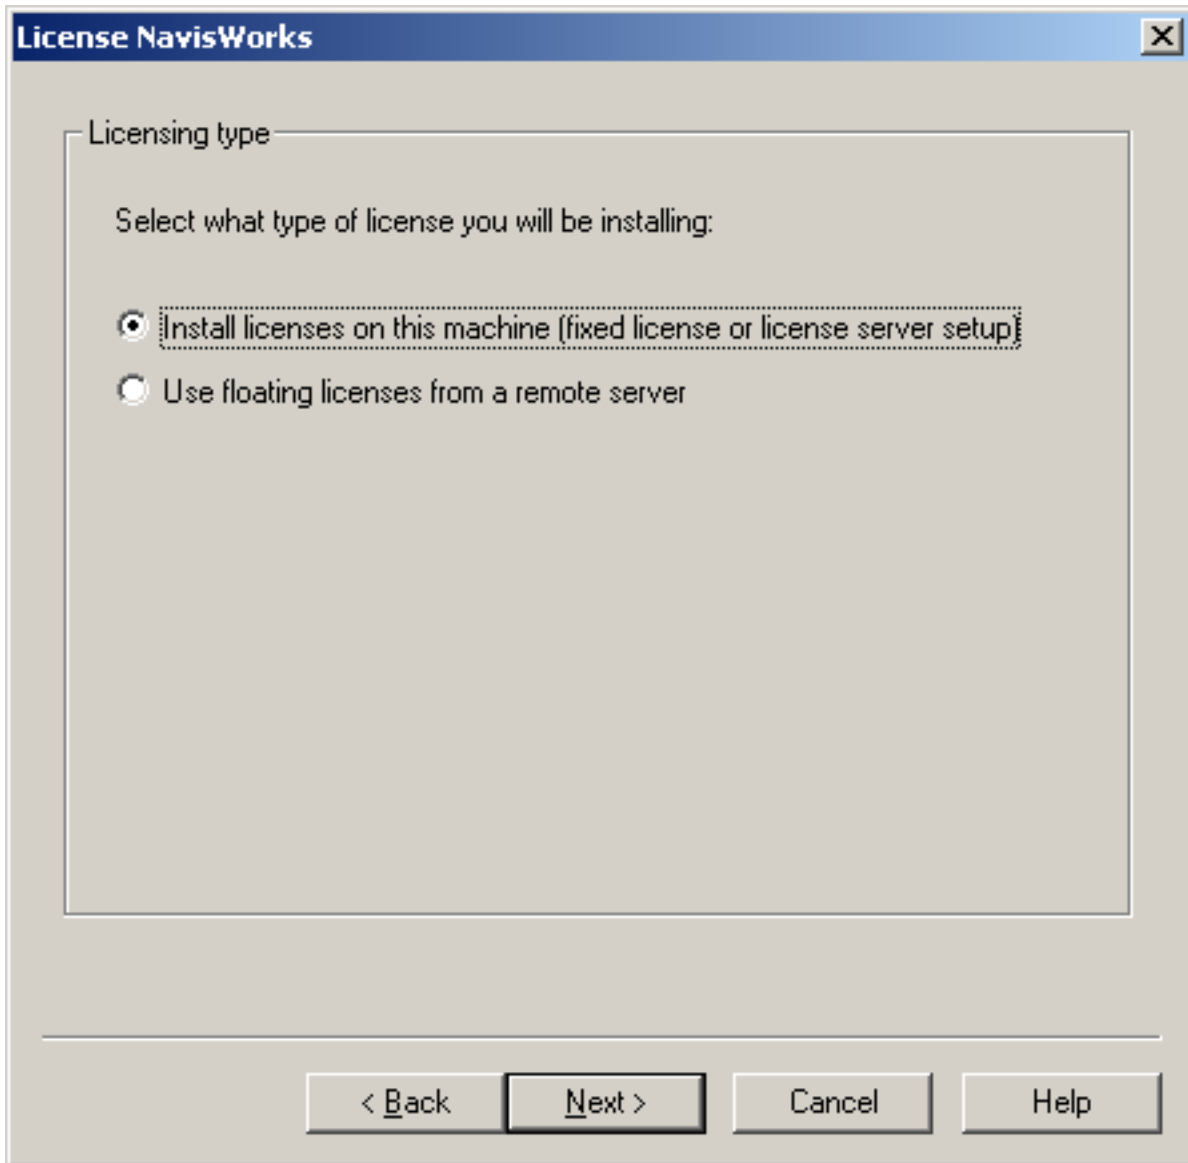 License NavisWorks
Licensing type
Select what type of license you will be installing:
Install licenses on this machine (fixed license or license server setup)
Use floating licenses from a remote server
< Back
Next >
Cancel
Help